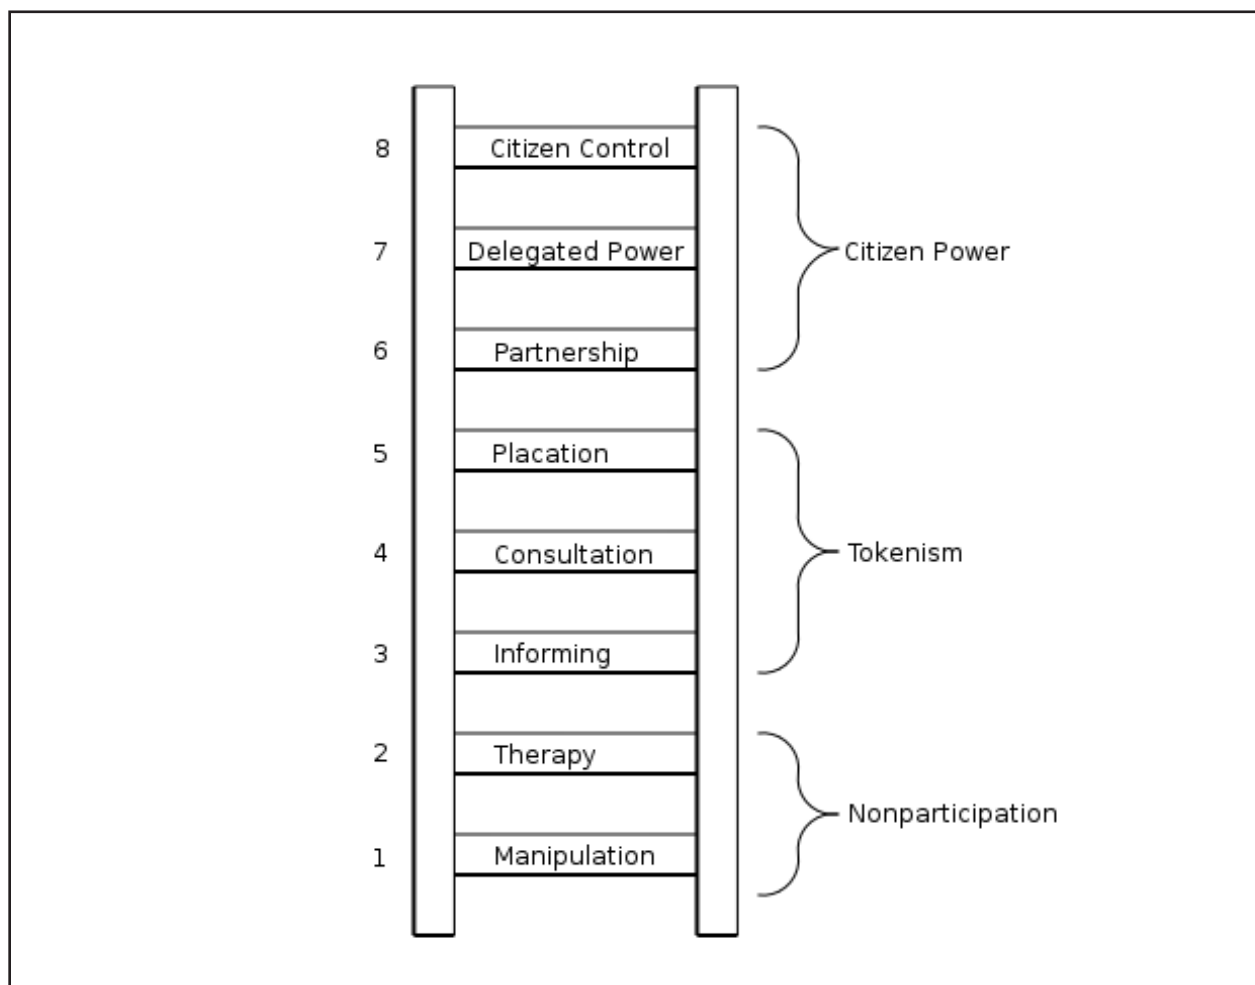 8 Citizen Control
7 Delegated Power Citizen Power
6 Partnership
5 Placation
4 Consultation Tokenism
3 Informing
2 Therapy
Nonparticipation
1 Manipulation